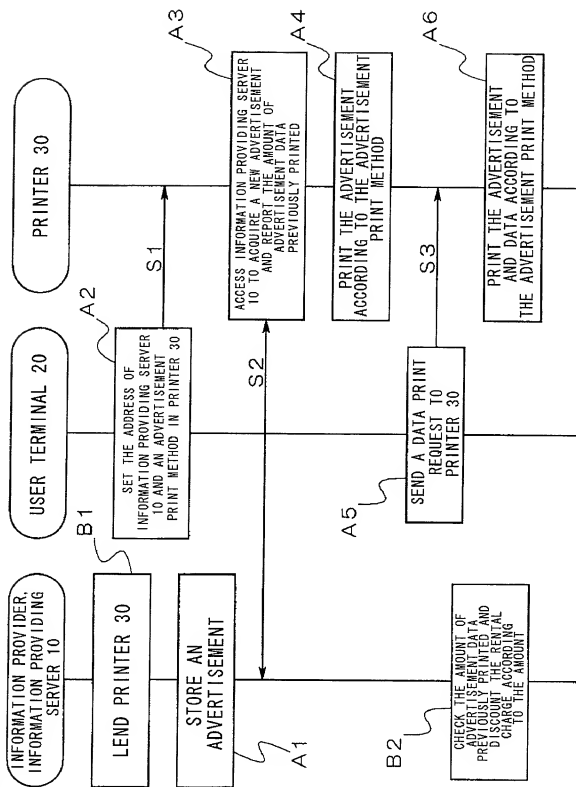 INFORMATION PROVIDER,
INFORMATION PROVIDING
SERVER 10
USER TERMINAL 20
PRINTER 30
B1
LEND PRINTER 30
STORE AN
ADVERTISEMENT
A1
A2
SET THE ADDRESS OF
INFORMATION PROVIDING SERVER
10 AND AN ADVERTISEMENT
PRINT METHOD IN PRINTER 30
S1
A3
ACCESS INFORMATION PROVIDING SERVER
10 TO ACQUIRE A NEW ADVERTISEMENT
AND REPORT THE AMOUNT OF
ADVERTISEMENT DATA
PREVIOUSLY PRINTED
S2
A4
PRINT THE ADVERTISEMENT
ACCORDING TO THE ADVERTISEMENT
PRINT METHOD
A5
SEND A DATA PRINT
REQUEST TO
PRINTER 30
S3
A6
PRINT THE ADVERTISEMENT
AND DATA ACCORDING TO
THE ADVERTISEMENT PRINT METHOD
B2
CHECK THE AMOUNT OF
ADVERTISEMENT DATA
PREVIOUSLY PRINTED AND
DISCOUNT THE RENTAL
CHARGE ACCORDING
TO THE AMOUNT